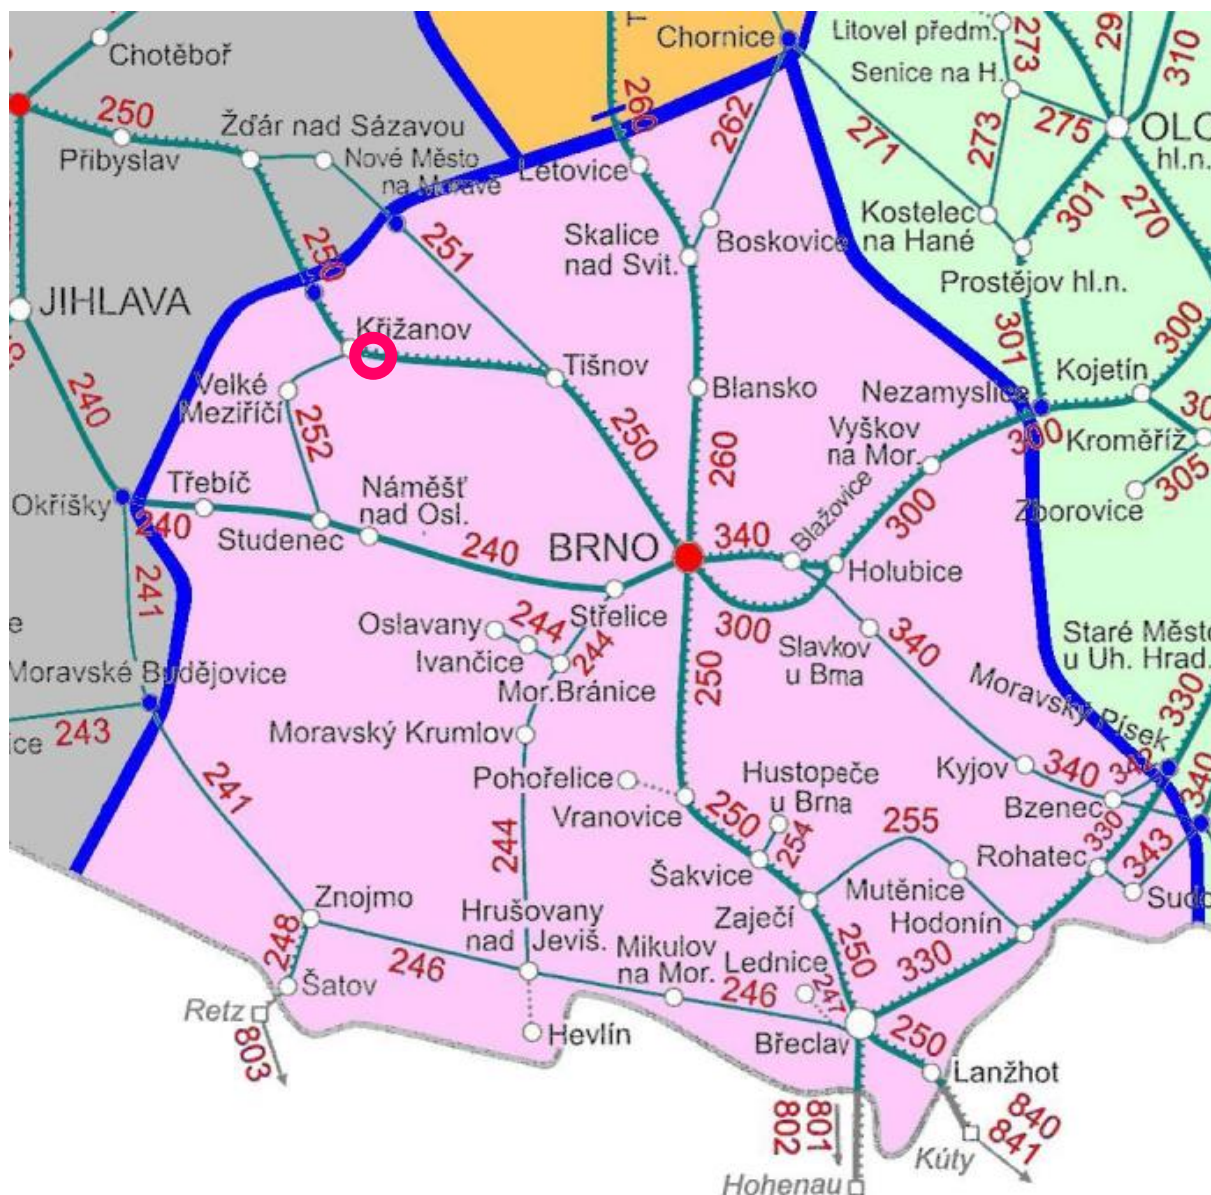 Chotěboř
Chornice
Litovel předm.
273
29
310
250
Žďár nad Sázavou
260
262
Senice na H.
Přibyslav
Nové Město
na Moravě
Letovice
271
273
275
OLO
hl.n.
250
251
Skalice
nad Svit.
Boskovice
Kostelec
na Hané
301
270
JIHLAVA
Prostějov hl.n.
Křižanov
301
300
240
Velké
Meziříčí
Tišnov
Blansko
Nezamyslice
Kojetín
30
252
250
260
Vyškov
na Mor.
300
Kroměříž
Okříšky
Třebíč
Náměšť
nad Osl.
300
305
Zborovice
240
Studenec
240
BRNO
340
Blažovice
Holubice
241
Střelice
300
Oslavany
244
244
Ivančice
Slavkov
u Brna
340
Staré Město
u Uh. Hrad.
e
Moravské Budějovice
Mor.Bránice
250
Moravský Písek
330
ice
243
Moravský Krumlov
241
Pohořelice
Hustopeče
u Brna
Kyjov
340
342
340
Vranovice
250
254
255
Bzenec
330
244
Šakvice
Rohatec
343
Znojmo
Hrušovany
nad Jeviš.
Zaječí
Mutěnice
Hodonín
Sudo
248
246
Mikulov
na Mor.
Lednice
250
330
Šatov
246
247
Retz
803
Hevlín
Břeclav
250
Lanžhot
801
802
840
841
Kúty
Hohenau